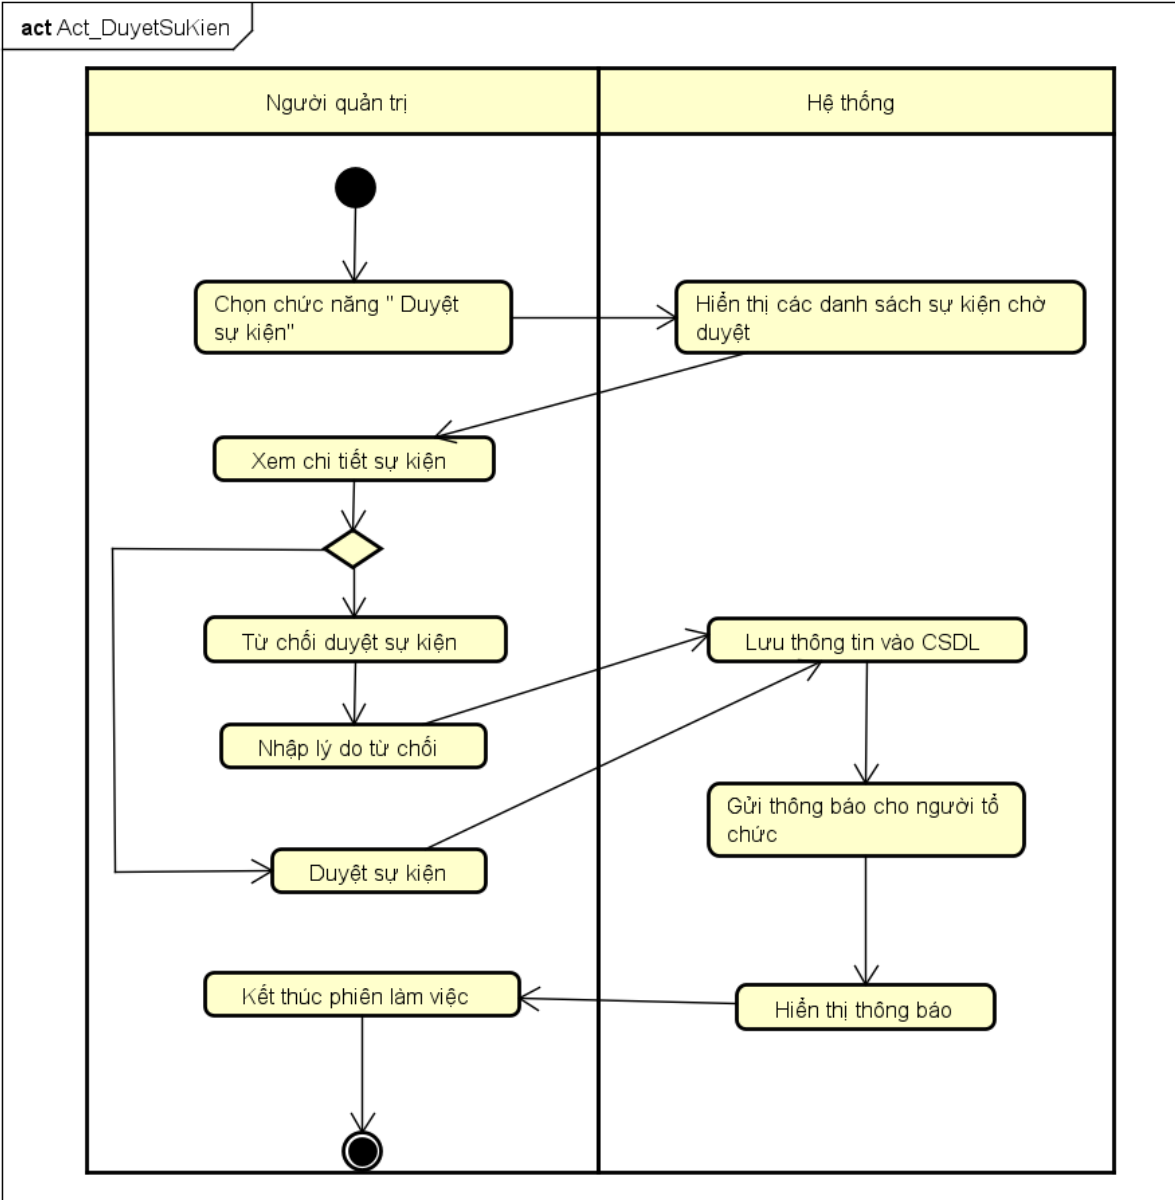 act Act_DuyetSuKien
Người quản trị
Hệ thống
Chọn chức năng " Duyệt
sự kiện"
Hiển thị các danh sách sự kiện chờ
duyệt
Xem chi tiết sự kiện
Từ chối duyệt sự kiện
Lưu thông tin vào CSDL
Nhập lý do từ chối
Gửi thông báo cho người tổ
chức
Duyệt sự kiện
Kết thúc phiên làm việc
Hiển thị thông báo